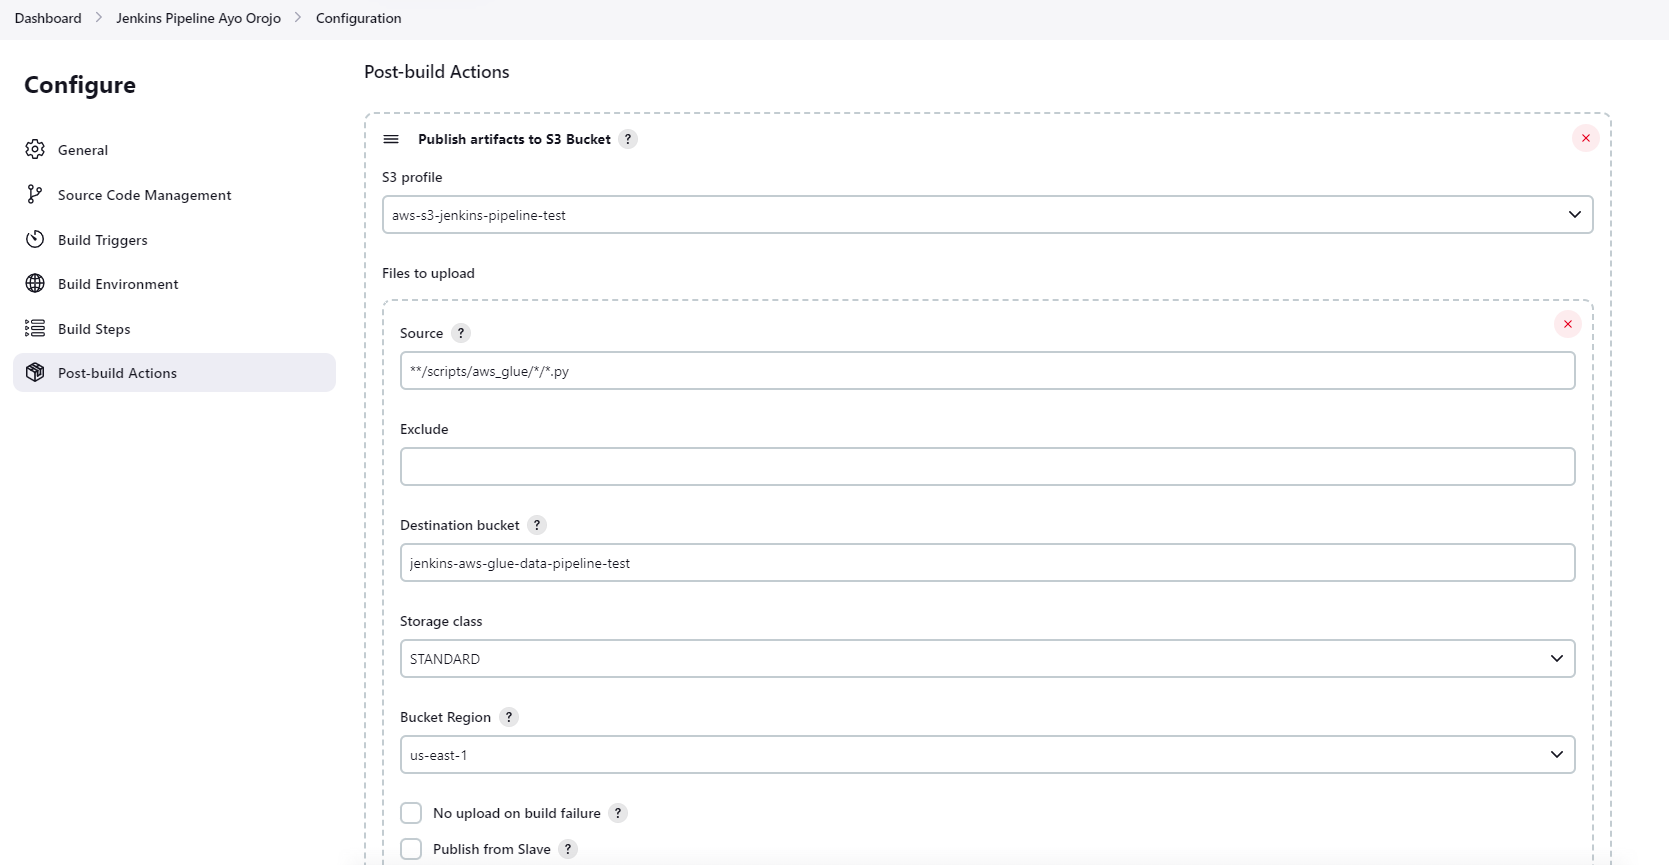 Dashboard > Jenkins Pipeline Ayo Orojo > Configuration
Configure
General
Source Code Management
Build Triggers
Build Environment
Build Steps
Post-build Actions
Post-build Actions
Publish artifacts to S3 Bucket ?
S3 profile
aws-s3-jenkins-pipeline-test
Files to upload
Source ?
**/scripts/aws_glue/*/*.py
Exclude
Destination bucket ?
jenkins-aws-glue-data-pipeline-test
Storage class
STANDARD
Bucket Region ?
us-east-1
No upload on build failure ?
Publish from Slave ?